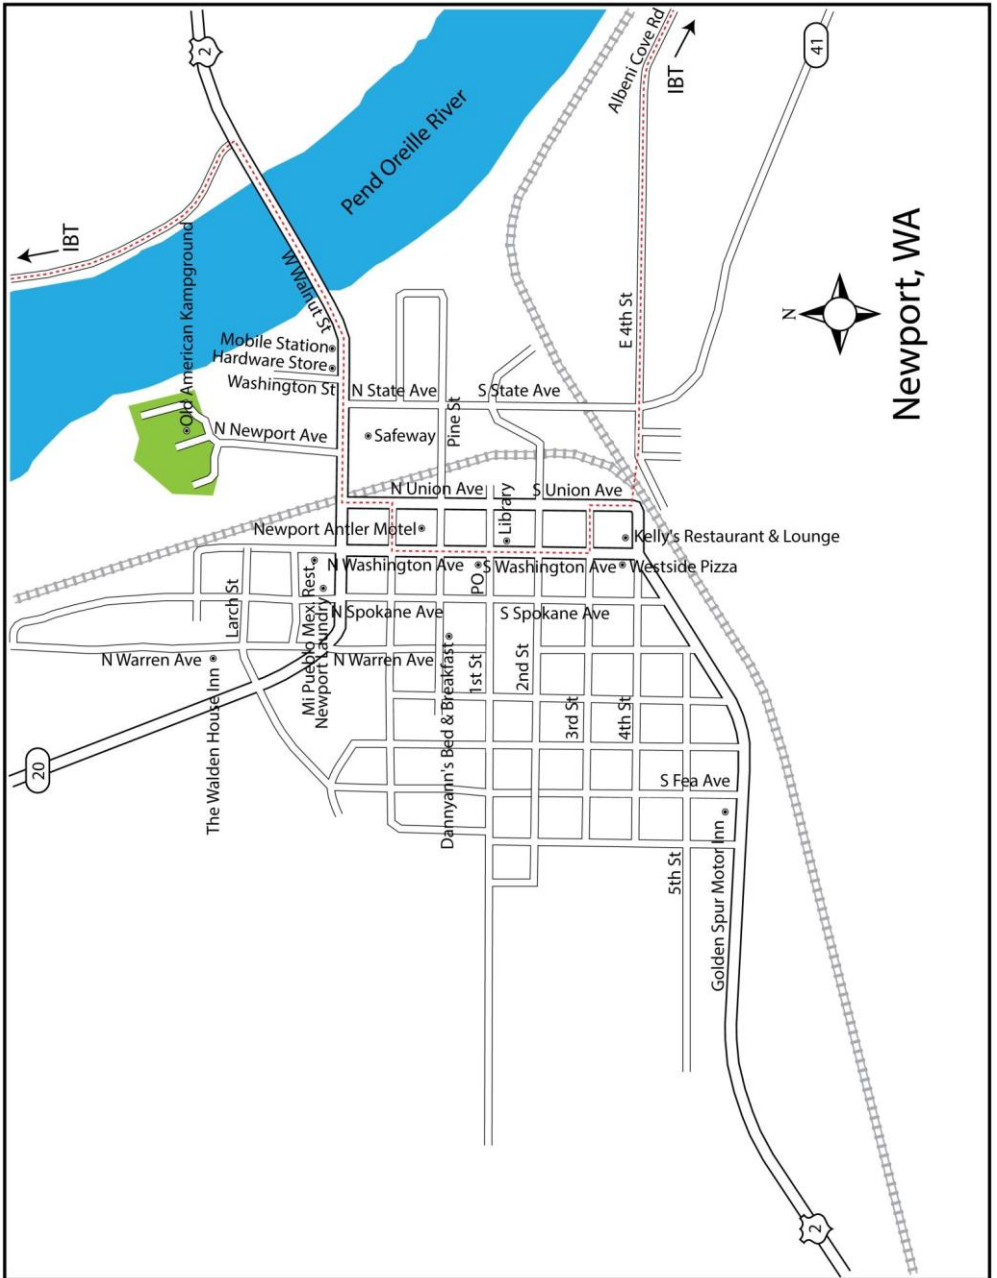 2
41
IBT
Albeni Cove Rd
IBT
Pend Oreille River
Old American Kampground
W Walnut St
N
Newport, WA
E 4th St
Mobile Station
Hardware Store
Washington St
N State Ave
S State Ave
N Newport Ave
Safeway
Pine St
N Union Ave
S Union Ave
Library
Newport Antler Motel
Kelly's Restaurant & Lounge
N Washington Ave
PO
S Washington Ave
Westside Pizza
Larch St
Mi Pueblo Mex. Rest.
Newport Laundry
N Spokane Ave
S Spokane Ave
N Warren Ave
N Warren Ave
The Walden House Inn
Dannyann's Bed & Breakfast
1st St
2nd St
3rd St
4th St
20
S Fea Ave
5th St
Golden Spur Motor Inn
2